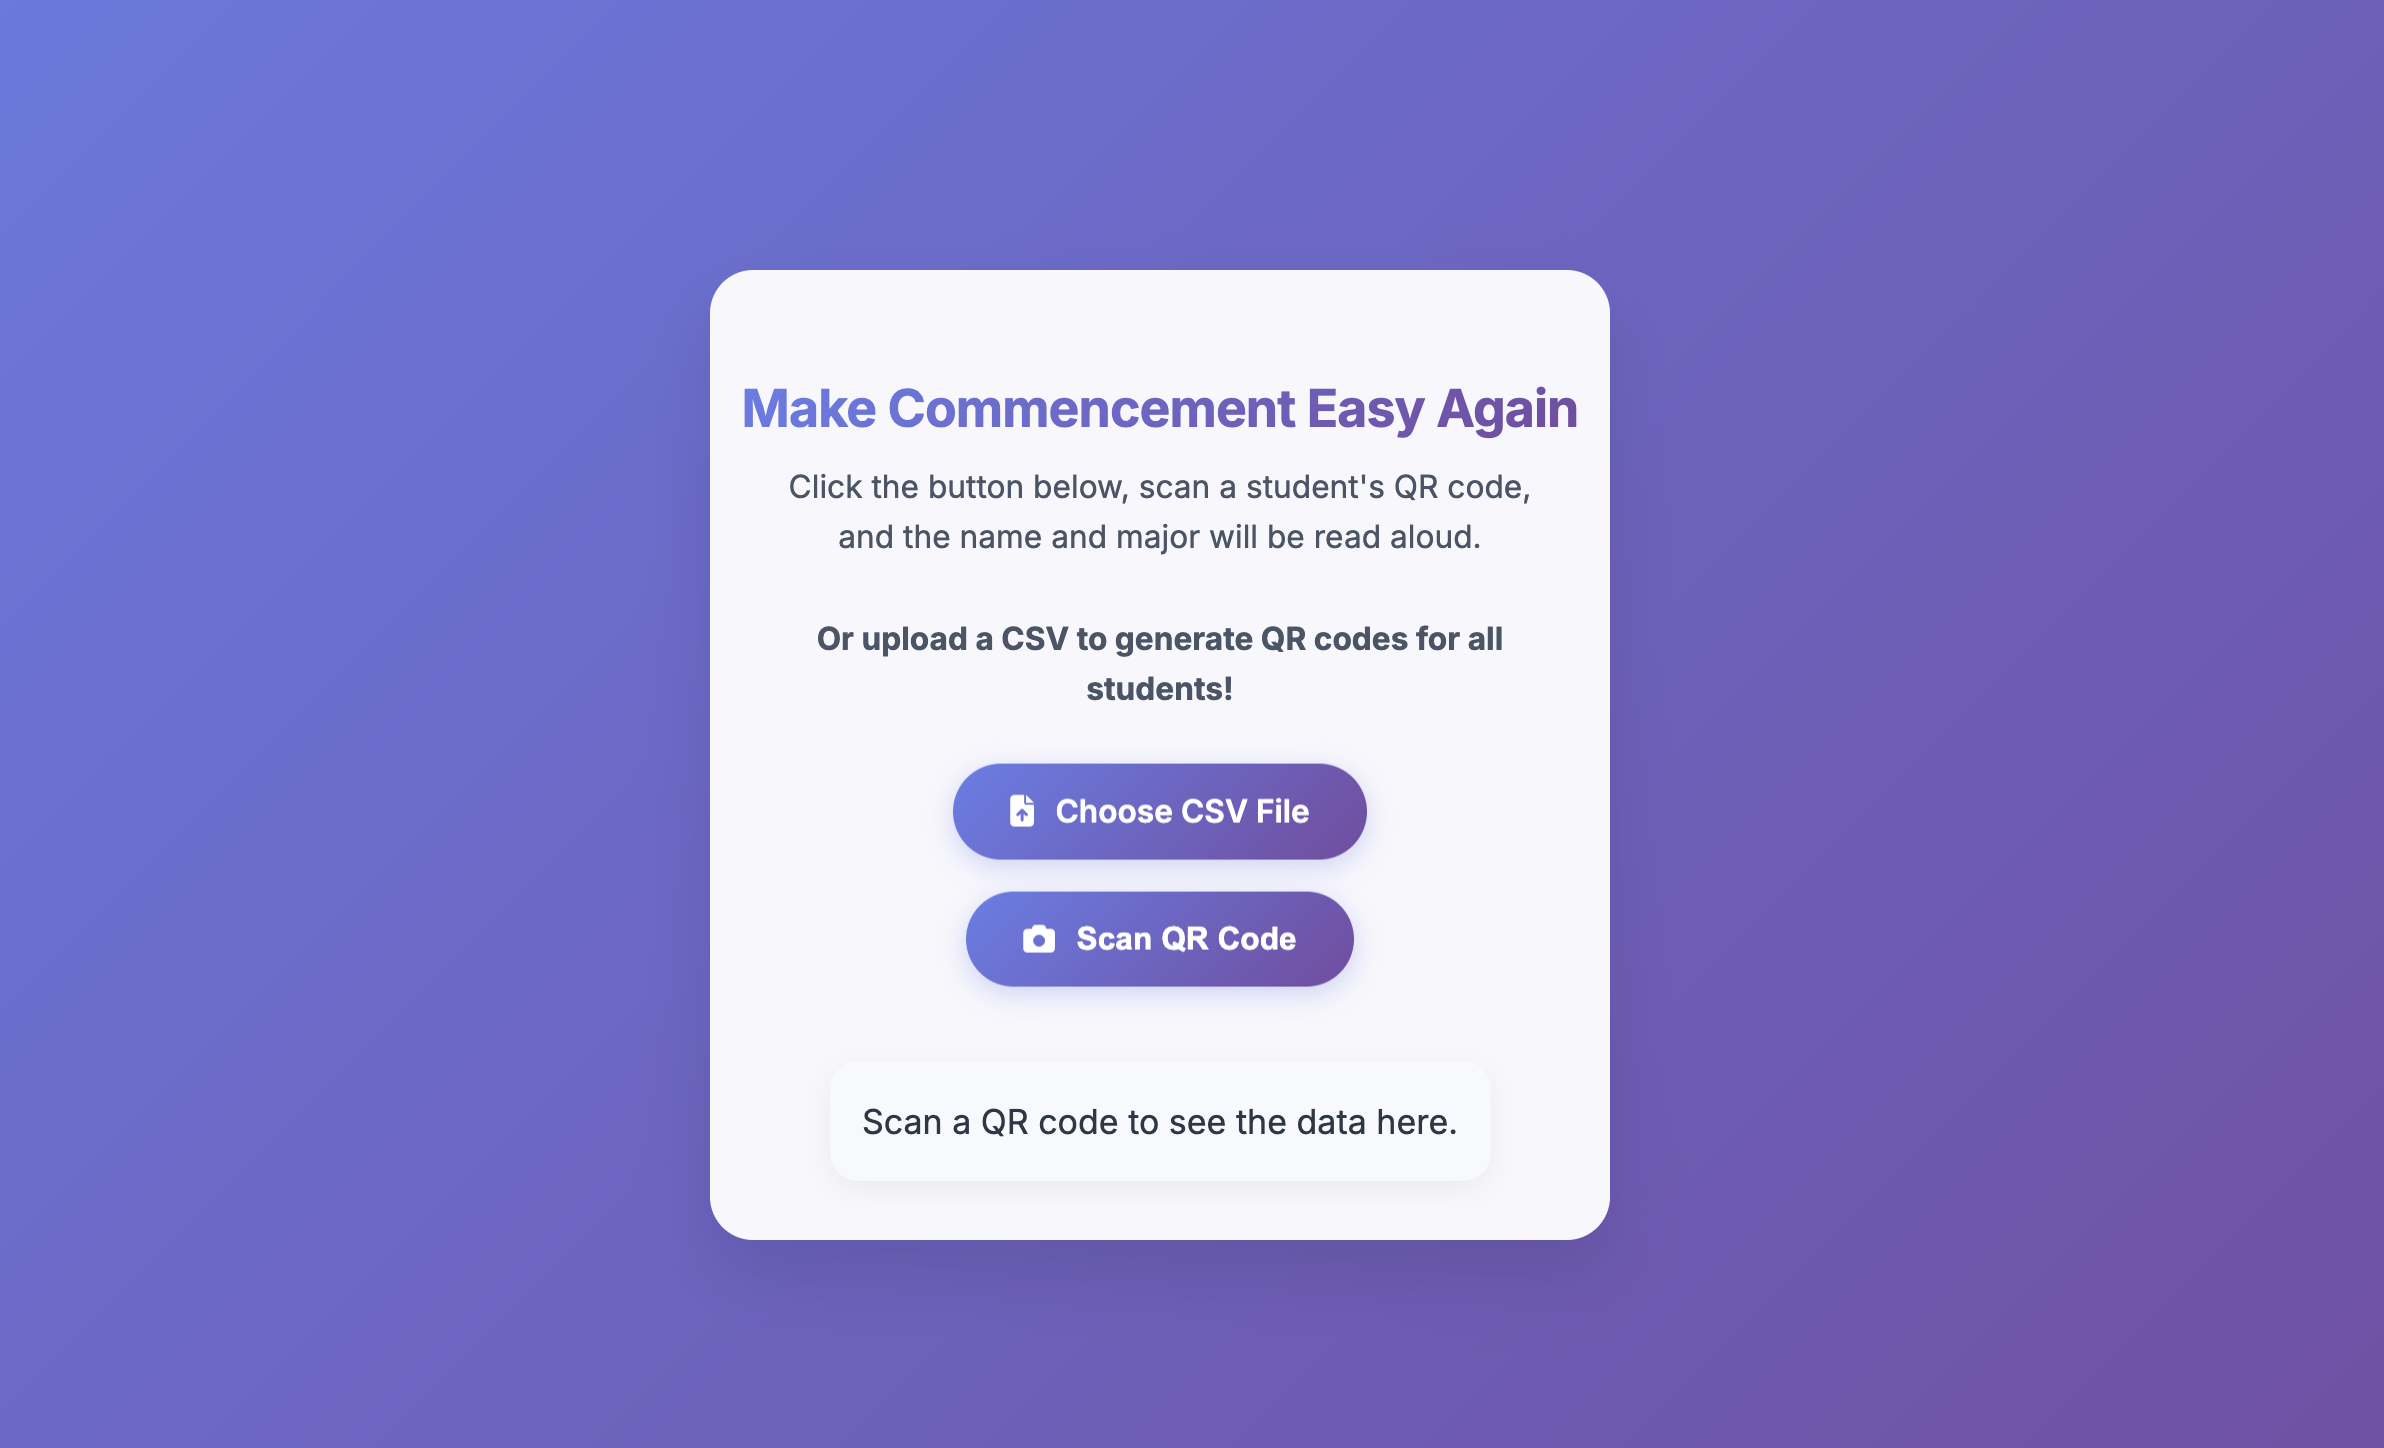 Make Commencement Easy Again
Click the button below, scan a student's QR code,
and the name and major will be read aloud.
Or upload a CSV to generate QR codes for all
students!
Choose CSV File
Scan QR Code
Scan a QR code to see the data here.